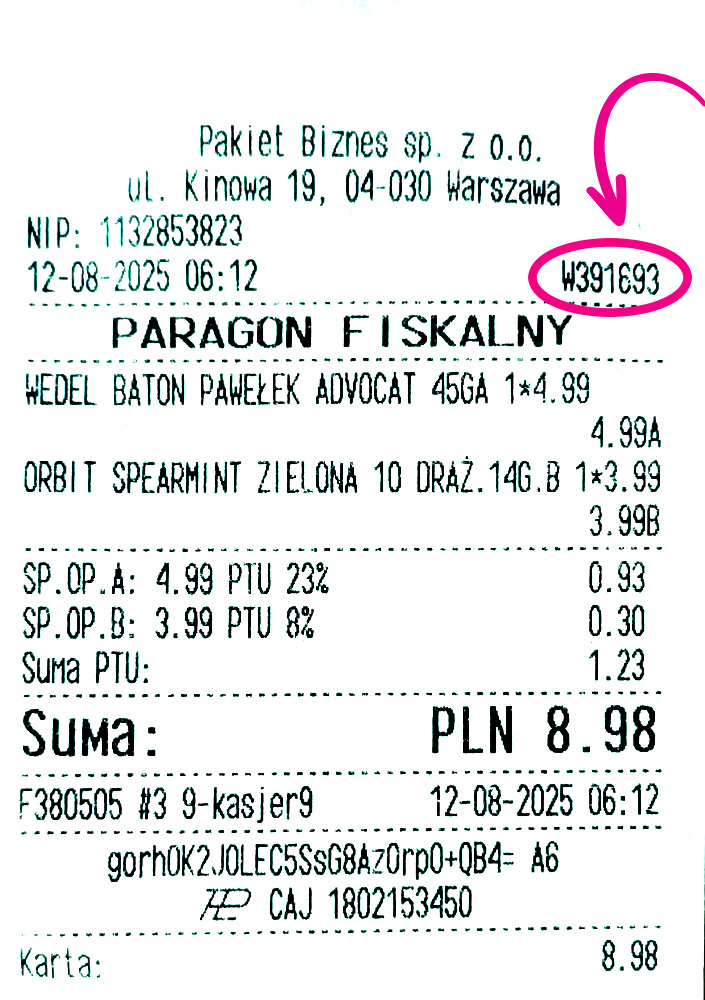 Pakiet Biznes sp. z o.o.
ul. Kinowa 19, 04-030 Warszawa
NIP: 1132853823
12-08-2025 06:12 W391693
PARAGON FISKALNY
WEDEL BATON PAWEŁEK ADVOCAT 45GA 1*4.99
4.99A
ORBIT SPEARMINT ZIELONA 10 DRAŻ.14G.B 1*3.99
3.99B
SP.OP.A: 4.99 PTU 23% 0.93
SP.OP.B: 3.99 PTU 8% 0.30
Suma PTU: 1.23
Suma: PLN 8.98
F380505 #3 9-kasjer9 12-08-2025 06:12
gorhOK2JOLEC5SsG8AzOrpO+QB4= A6
CAJ 1802153450
Karta: 8.98